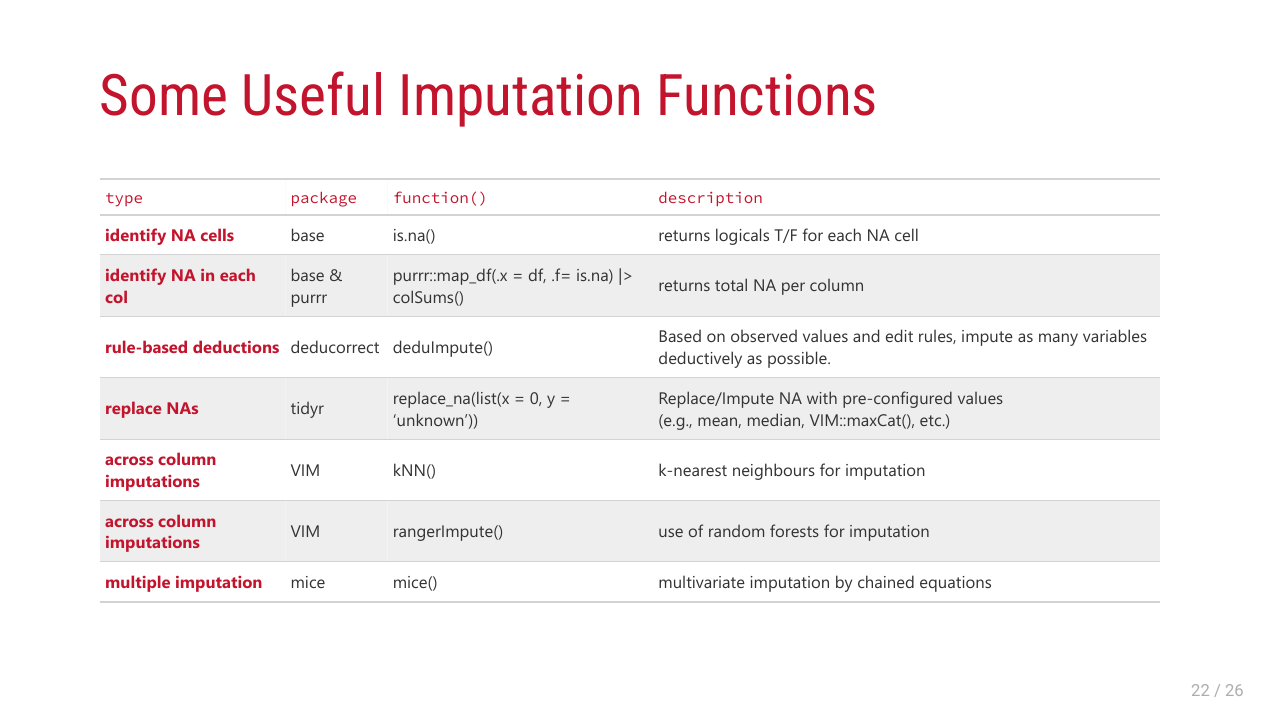 Some Useful Imputation Functions
type package function() description
identify NA cells base is.na() returns logicals T/F for each NA cell
identify NA in each col base & purrr purrr::map_df(.x = df, .f= is.na) |> colSums() returns total NA per column
rule-based deductions deducorrect deduImpute() Based on observed values and edit rules, impute as many variables deductively as possible.
replace NAs tidyr replace_na(list(x = 0, y = ‘unknown’)) Replace/Impute NA with pre-configured values (e.g., mean, median, VIM::maxCat(), etc.)
across column imputations VIM kNN() k-nearest neighbours for imputation
across column imputations VIM rangerImpute() use of random forests for imputation
multiple imputation mice mice() multivariate imputation by chained equations
22 / 26